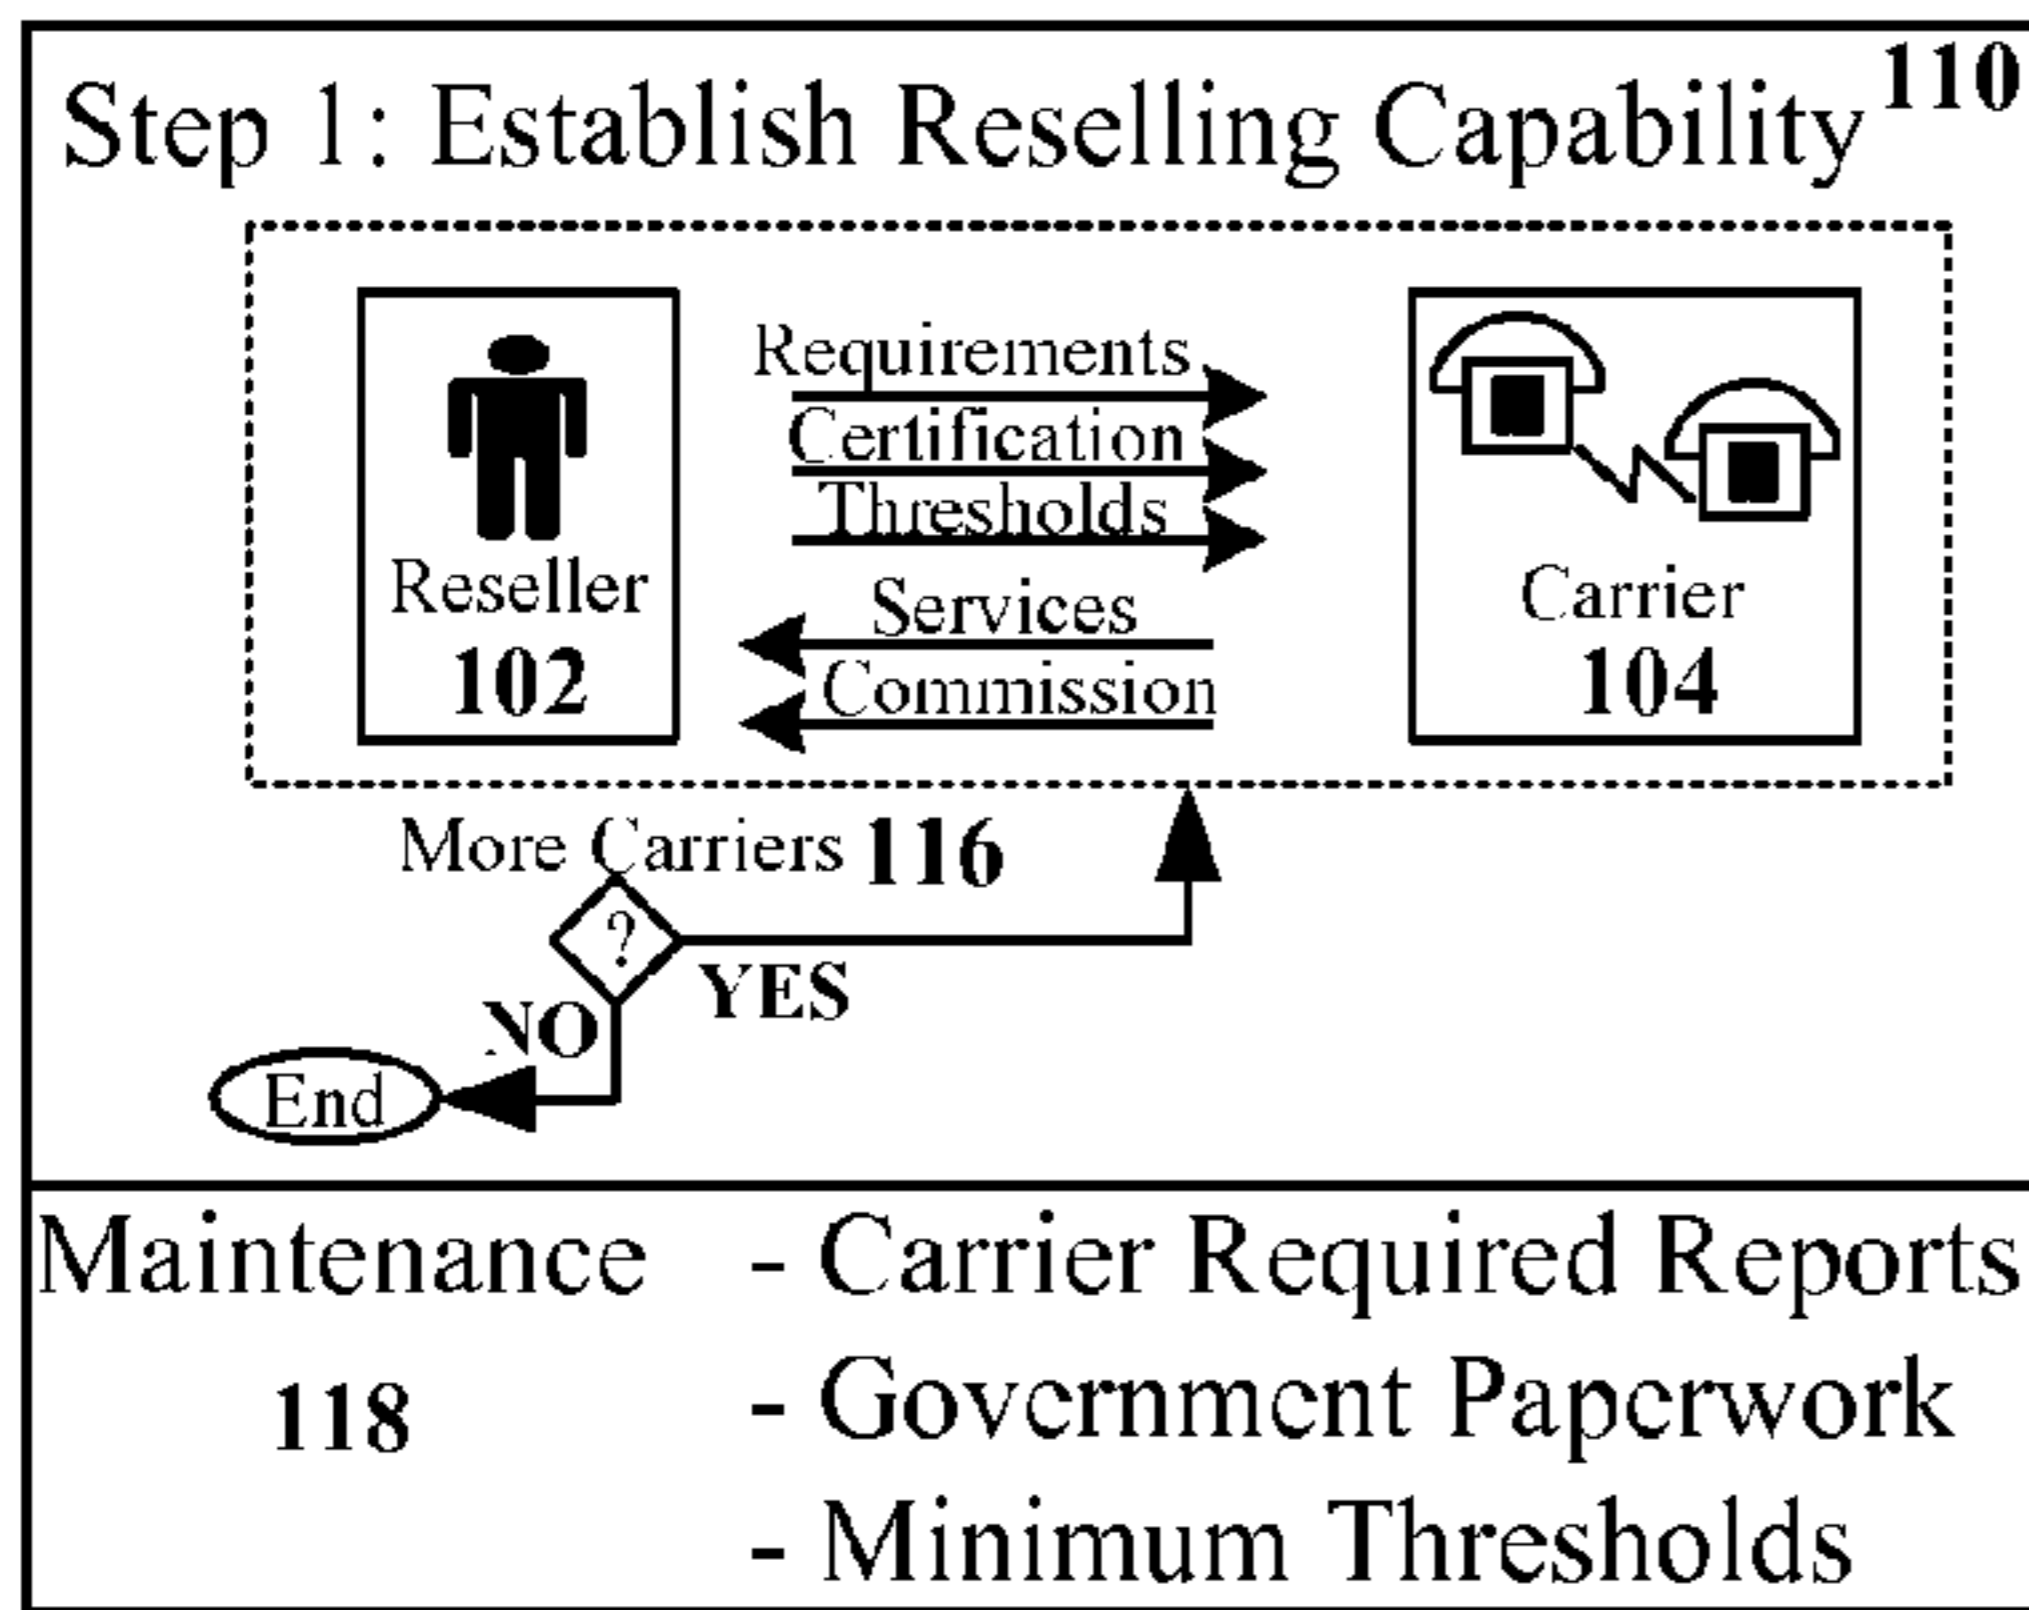 Step 1: Establish Reselling Capability 110
Requirements
Certification
Thresholds
Reseller
102
Services
Commission
Carrier
104
More Carriers 116
?
YES
NO
End
Maintenance
118
- Carrier Required Reports
- Government Paperwork
- Minimum Thresholds